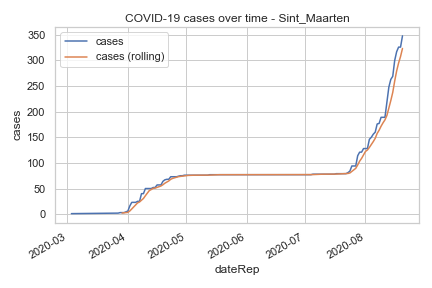 COVID-19 cases over time - Sint_Maarten
cases
cases (rolling)
350
300
250
200
150
100
50
0
cases
2020-03
2020-04
2020-05
2020-06
2020-07
2020-08
dateRep